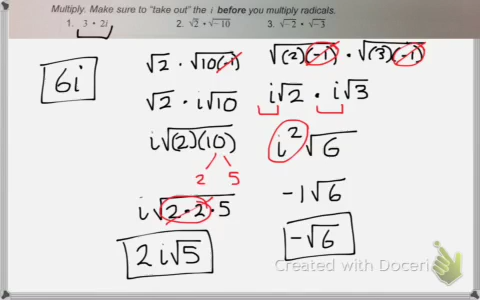 Multiply. Make sure to "take out" the i before you multiply radicals.
1. 3 · 2i
2. √2 · √-10
3. √-2 · √-3
6i
√2 · √10(-1)
√2 · i√10
i√(2)(10)
2 5
i√2·2·5
2i√5
√(2)(-1) · √(3)(-1)
i√2 · i√3
i²√6
-1√6
-√6
Created with Doceri